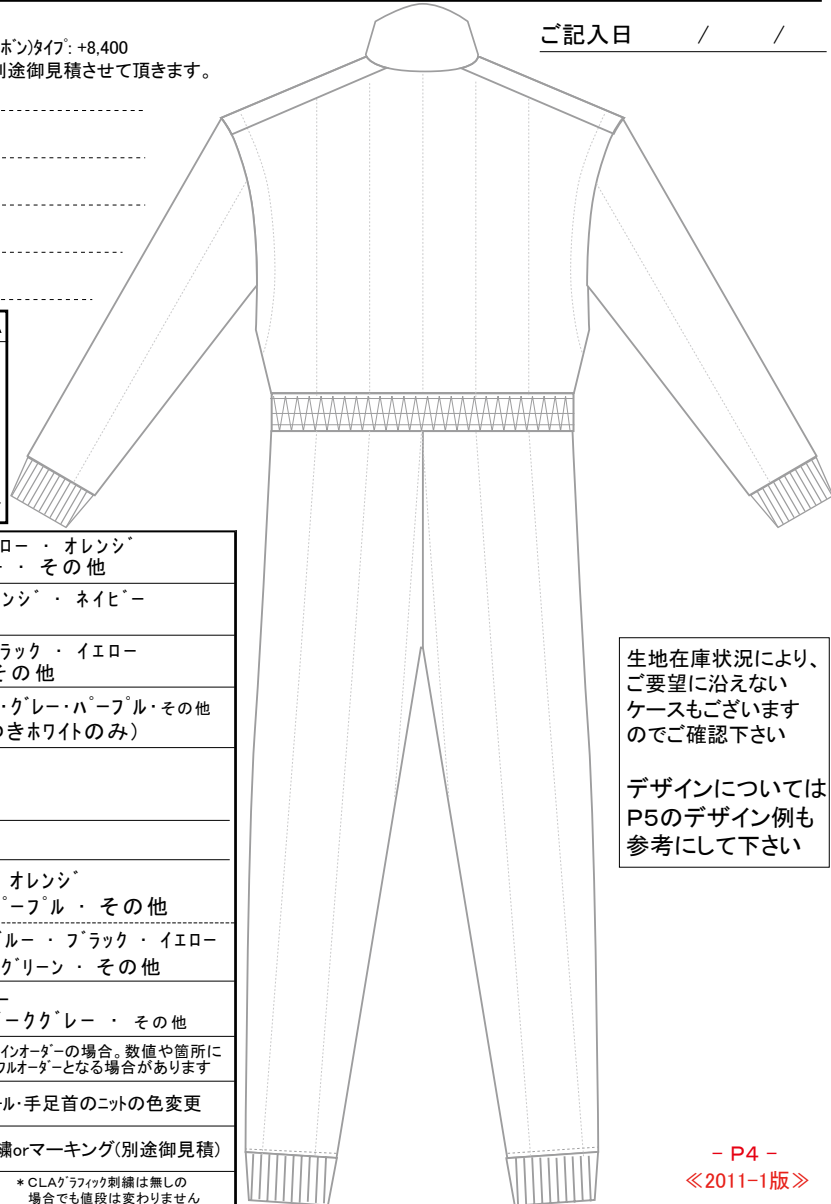 ご記入日 / /
ボﾝ)ﾀｲﾌﾟ: +8,400
別途御見積させて頂きます。
ロー ・ オレンジ
・ その他
ンジ ・ ネイビー
ラック ・ イエロー
その他
・グレー・パープル・その他
つきホワイトのみ)
オレンジ
パープル ・ その他
ブルー ・ ブラック ・ イエロー
グリーン ・ その他
ー
ダークグレー ・ その他
インオーダーの場合。数値や箇所に
フルオーダーとなる場合があります
ール・手足首のニットの色変更
繍orマーキング(別途御見積)
*CLAグラフィック刺繍は無しの
場合でも値段は変わりません
生地在庫状況により、
ご要望に沿えない
ケースもございます
のでご確認下さい
デザインについては
P5のデザイン例も
参考にして下さい
- P4 -
≪2011-1版≫